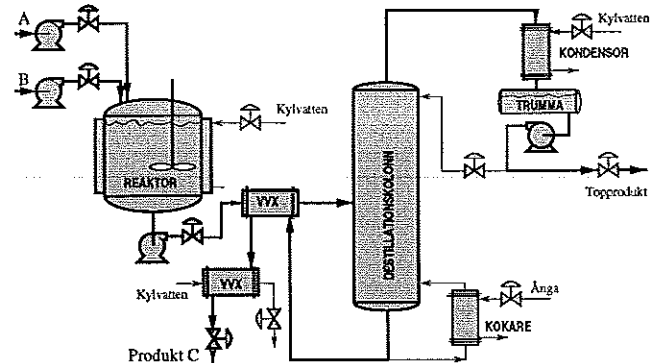 A
Kylvatten
KONDENSOR
B
TRUMMA
Kylvatten
REAKTOR
DESTILLATIONSKOLONN
Topprodukt
VVX
VVX
Kylvatten
Ånga
KOKARE
Produkt C